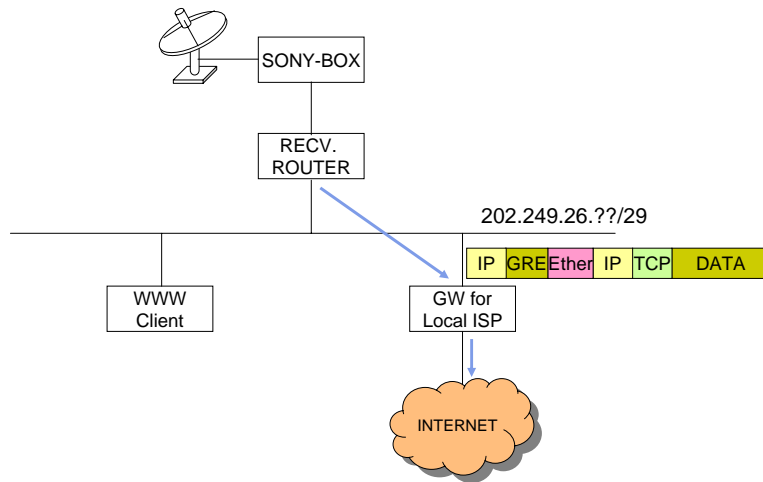 SONY-BOX
RECV.
ROUTER
202.249.26.??/29
IP GRE Ether IP TCP DATA
WWW
Client
GW for
Local ISP
INTERNET